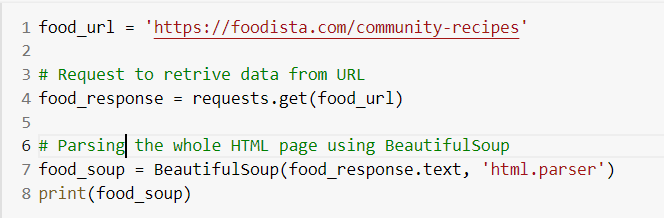 1 food_url = 'https://foodista.com/community-recipes'
2
3 # Request to retrive data from URL
4 food_response = requests.get(food_url)
5
6 # Parsing the whole HTML page using BeautifulSoup
7 food_soup = BeautifulSoup(food_response.text, 'html.parser')
8 print(food_soup)